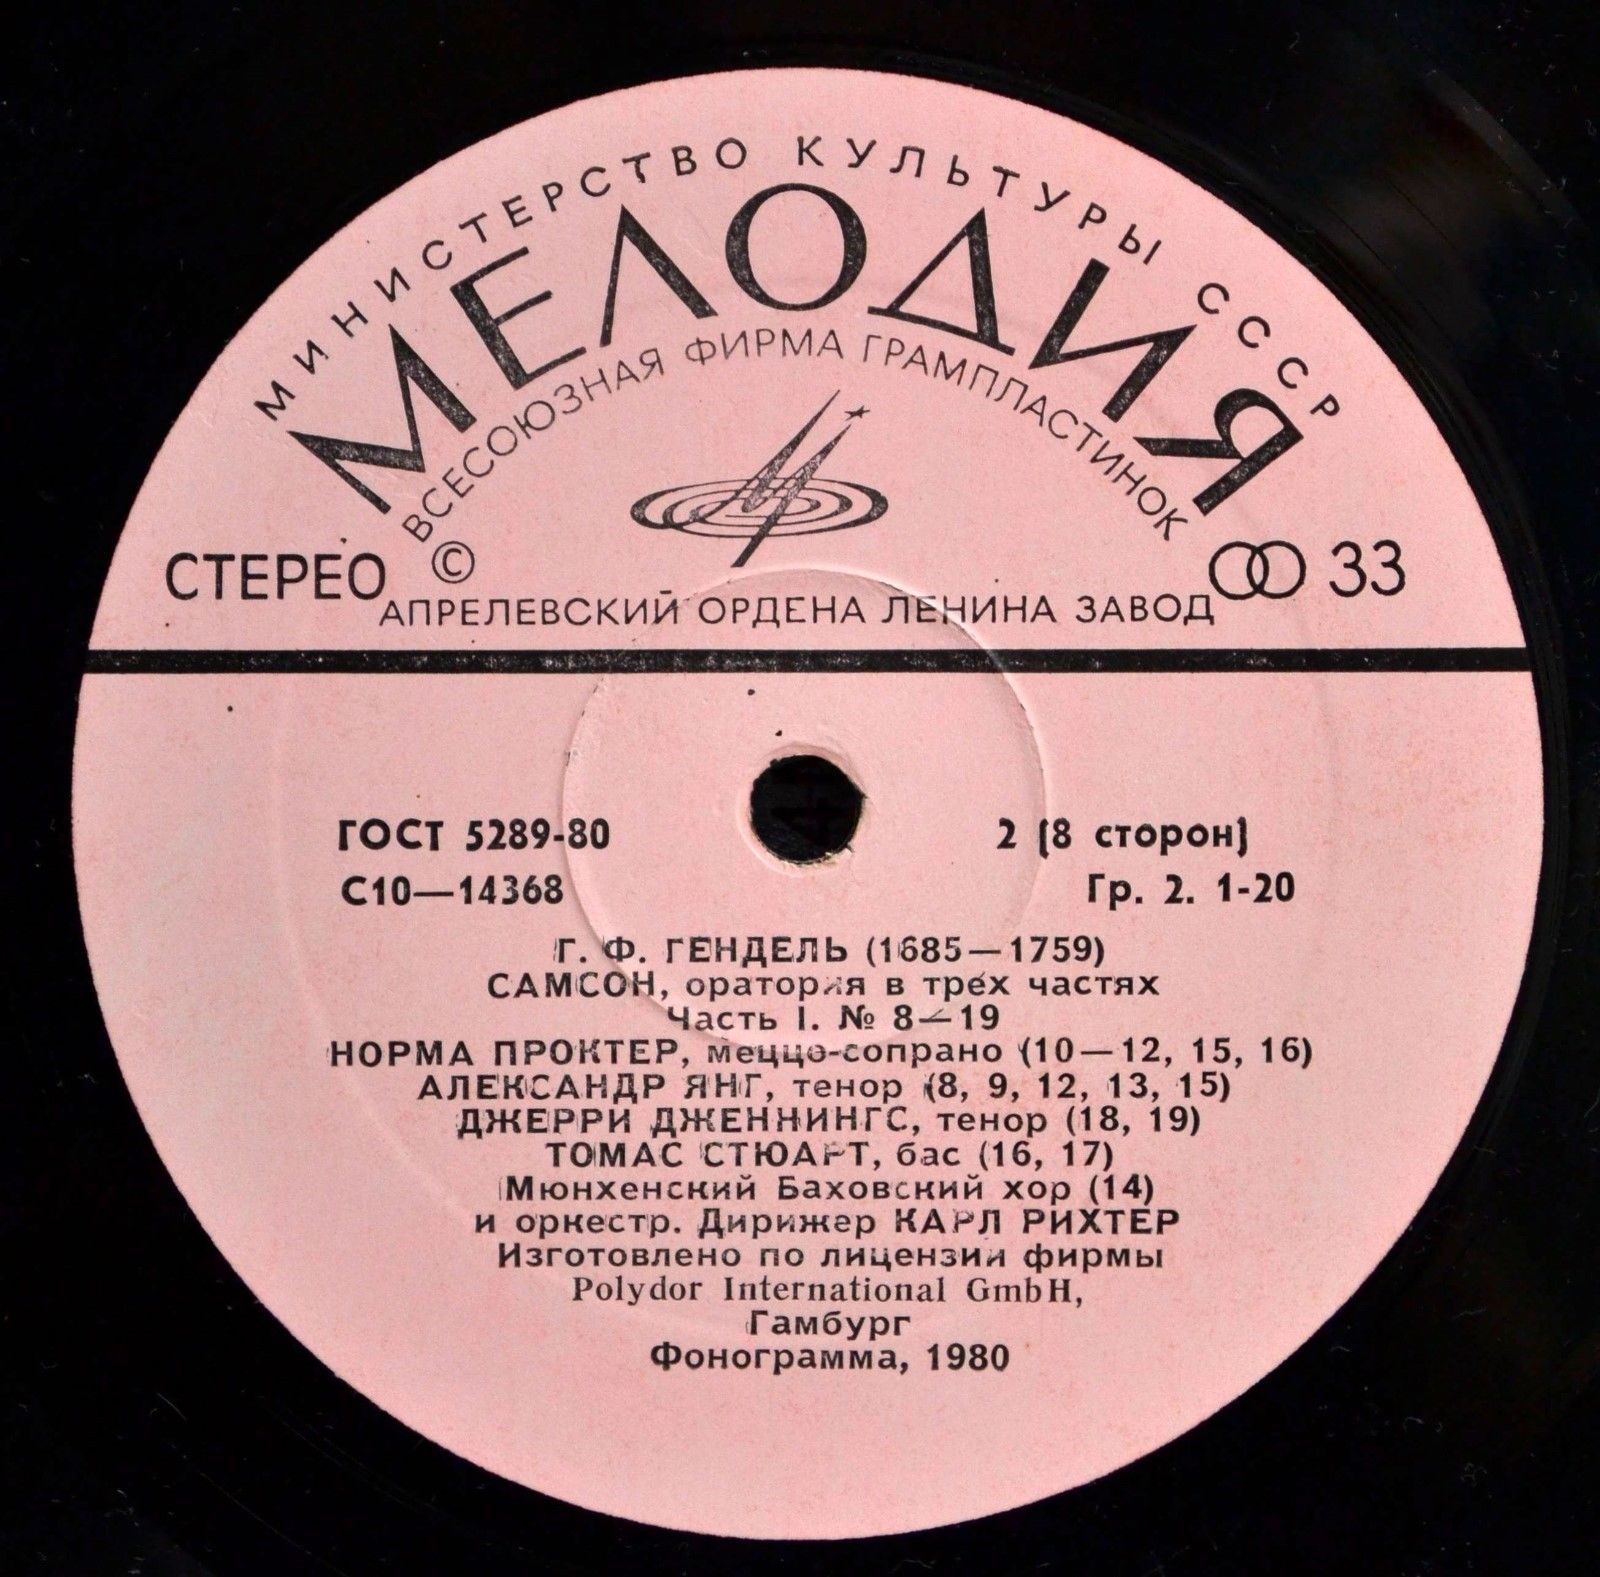 МИНИСТЕРСТВО КУЛЬТУРЫ СССР
МЕЛОДИЯ
ВСЕСОЮЗНАЯ ФИРМА ГРАМПЛАСТИНОК
СТЕРЕО © 33
АПРЕЛЕВСКИЙ ОРДЕНА ЛЕНИНА ЗАВОД
ГОСТ 5289-80 2 (8 сторон)
С10—14368 Гр. 2. 1-20
Г. Ф. ГЕНДЕЛЬ (1685—1759)
САМСОН, оратория в трех частях
Часть I. № 8—19
НОРМА ПРОКТЕР, меццо-сопрано (10—12, 15, 16)
АЛЕКСАНДР ЯНГ, тенор (8, 9, 12, 13, 15)
ДЖЕРРИ ДЖЕННИНГС, тенор (18, 19)
ТОМАС СТЮАРТ, бас (16, 17)
Мюнхенский Баховский хор (14)
и оркестр. Дирижер КАРЛ РИХТЕР
Изготовлено по лицензии фирмы
Polydor International GmbH,
Гамбург
Фонограмма, 1980